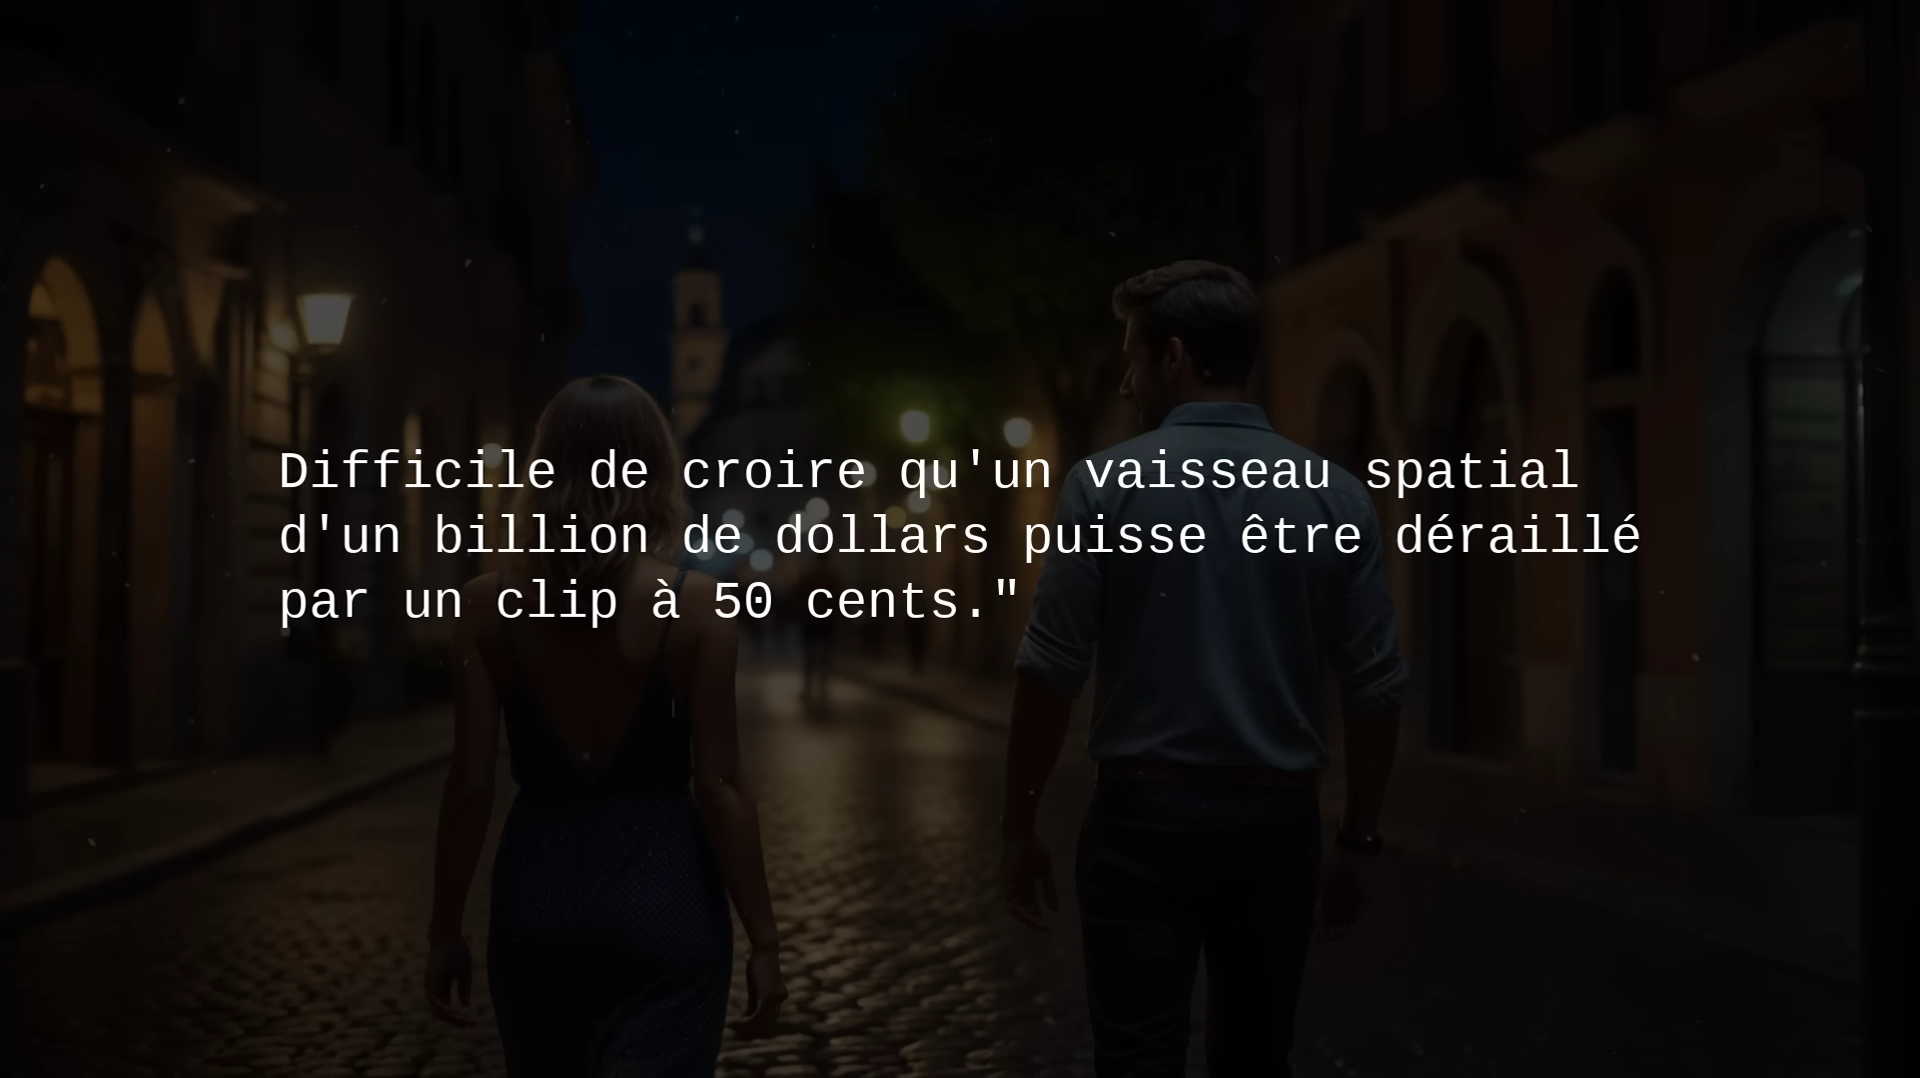 Difficile de croire qu'un vaisseau spatial
d'un billion de dollars puisse être déraillé
par un clip à 50 cents."